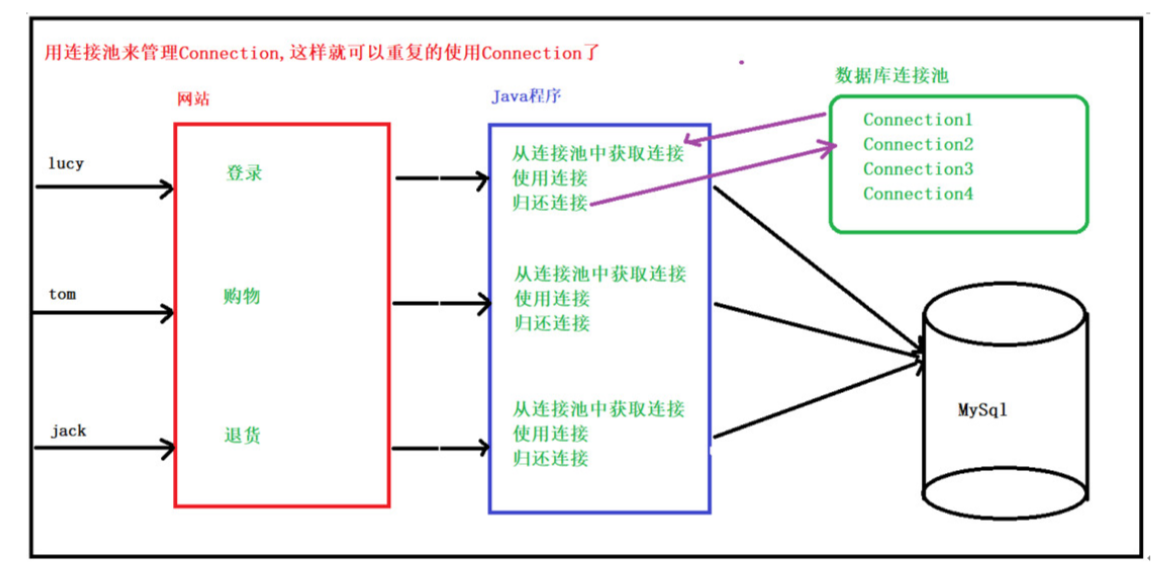 用连接池来管理Connection,这样就可以重复的使用Connection了
数据库连接池
Connection1
Connection2
Connection3
Connection4
网站
Java程序
lucy
登录
从连接池中获取连接
使用连接
归还连接
tom
购物
从连接池中获取连接
使用连接
归还连接
jack
退货
从连接池中获取连接
使用连接
归还连接
MySql